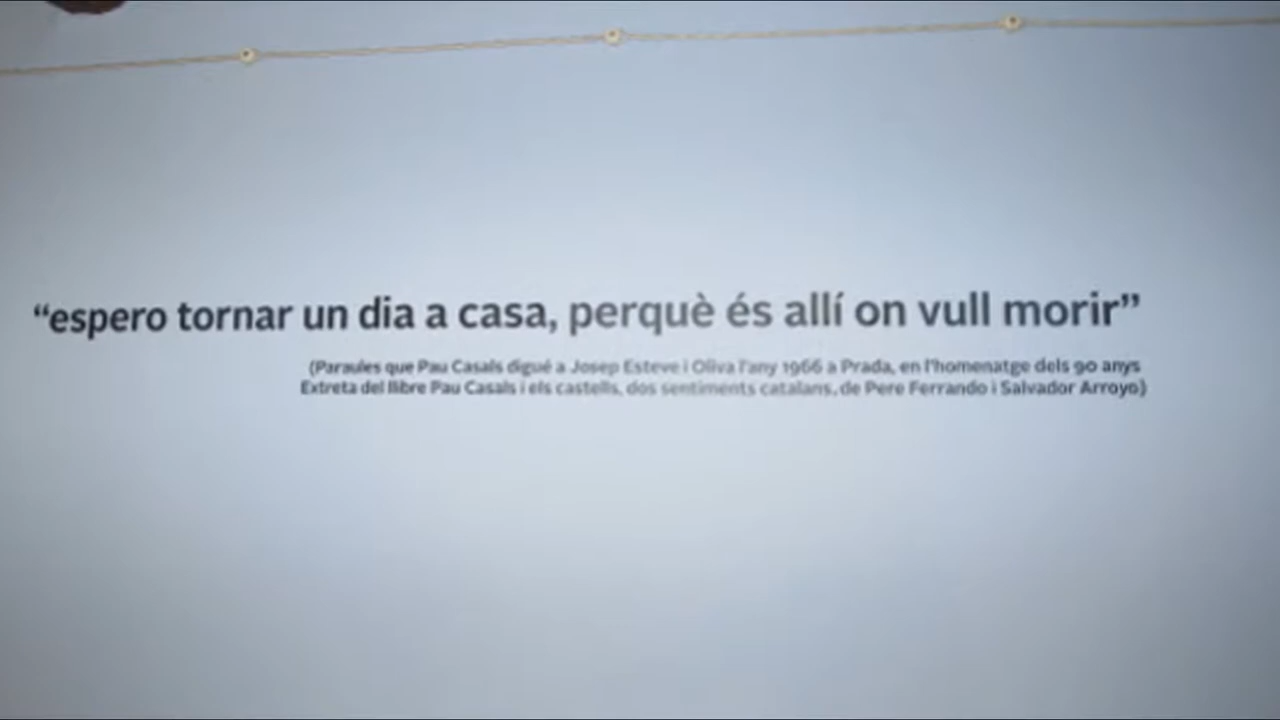 “espero tornar un dia a casa, perquè és allí on vull morir”
(Paraules que Pau Casals digué a Josep Esteve i Oliva l'any 1966 a Prada, en l'homenatge dels 90 anys
Extreta del llibre Pau Casals i els castells, dos sentiments catalans, de Pere Ferrando i Salvador Arroyo)